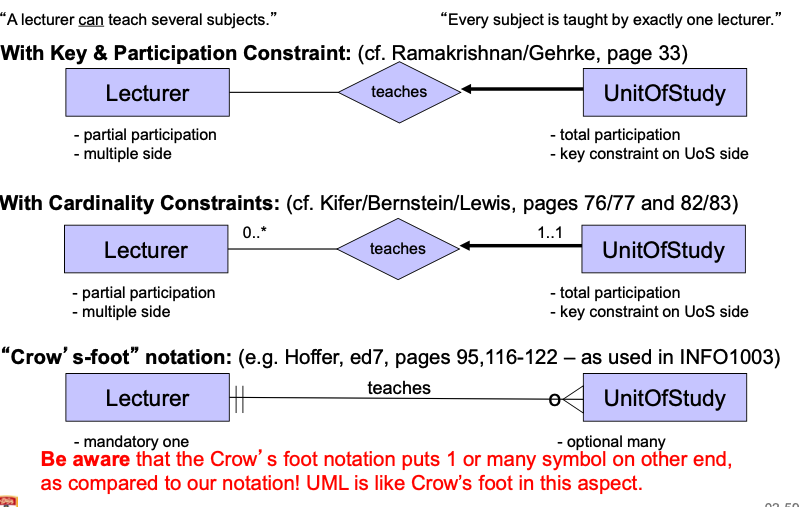 “A lecturer can teach several subjects.” “Every subject is taught by exactly one lecturer.”
With Key & Participation Constraint: (cf. Ramakrishnan/Gehrke, page 33)
Lecturer teaches UnitOfStudy
- partial participation - total participation
- multiple side - key constraint on UoS side
With Cardinality Constraints: (cf. Kifer/Bernstein/Lewis, pages 76/77 and 82/83)
0..* 1..1
Lecturer teaches UnitOfStudy
- partial participation - total participation
- multiple side - key constraint on UoS side
“Crow’s-foot” notation: (e.g. Hoffer, ed7, pages 95,116-122 – as used in INFO1003)
teaches
Lecturer UnitOfStudy
- mandatory one - optional many
Be aware that the Crow’s foot notation puts 1 or many symbol on other end,
as compared to our notation! UML is like Crow’s foot in this aspect.